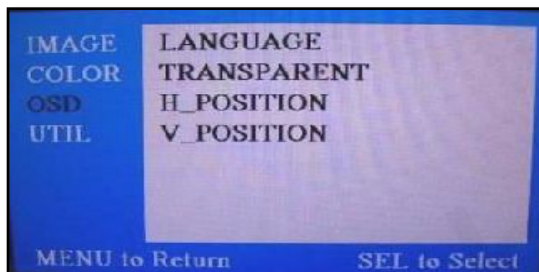 IMAGE LANGUAGE
COLOR TRANSPARENT
OSD H_POSITION
UTIL V_POSITION
MENU to Return SEL to Select